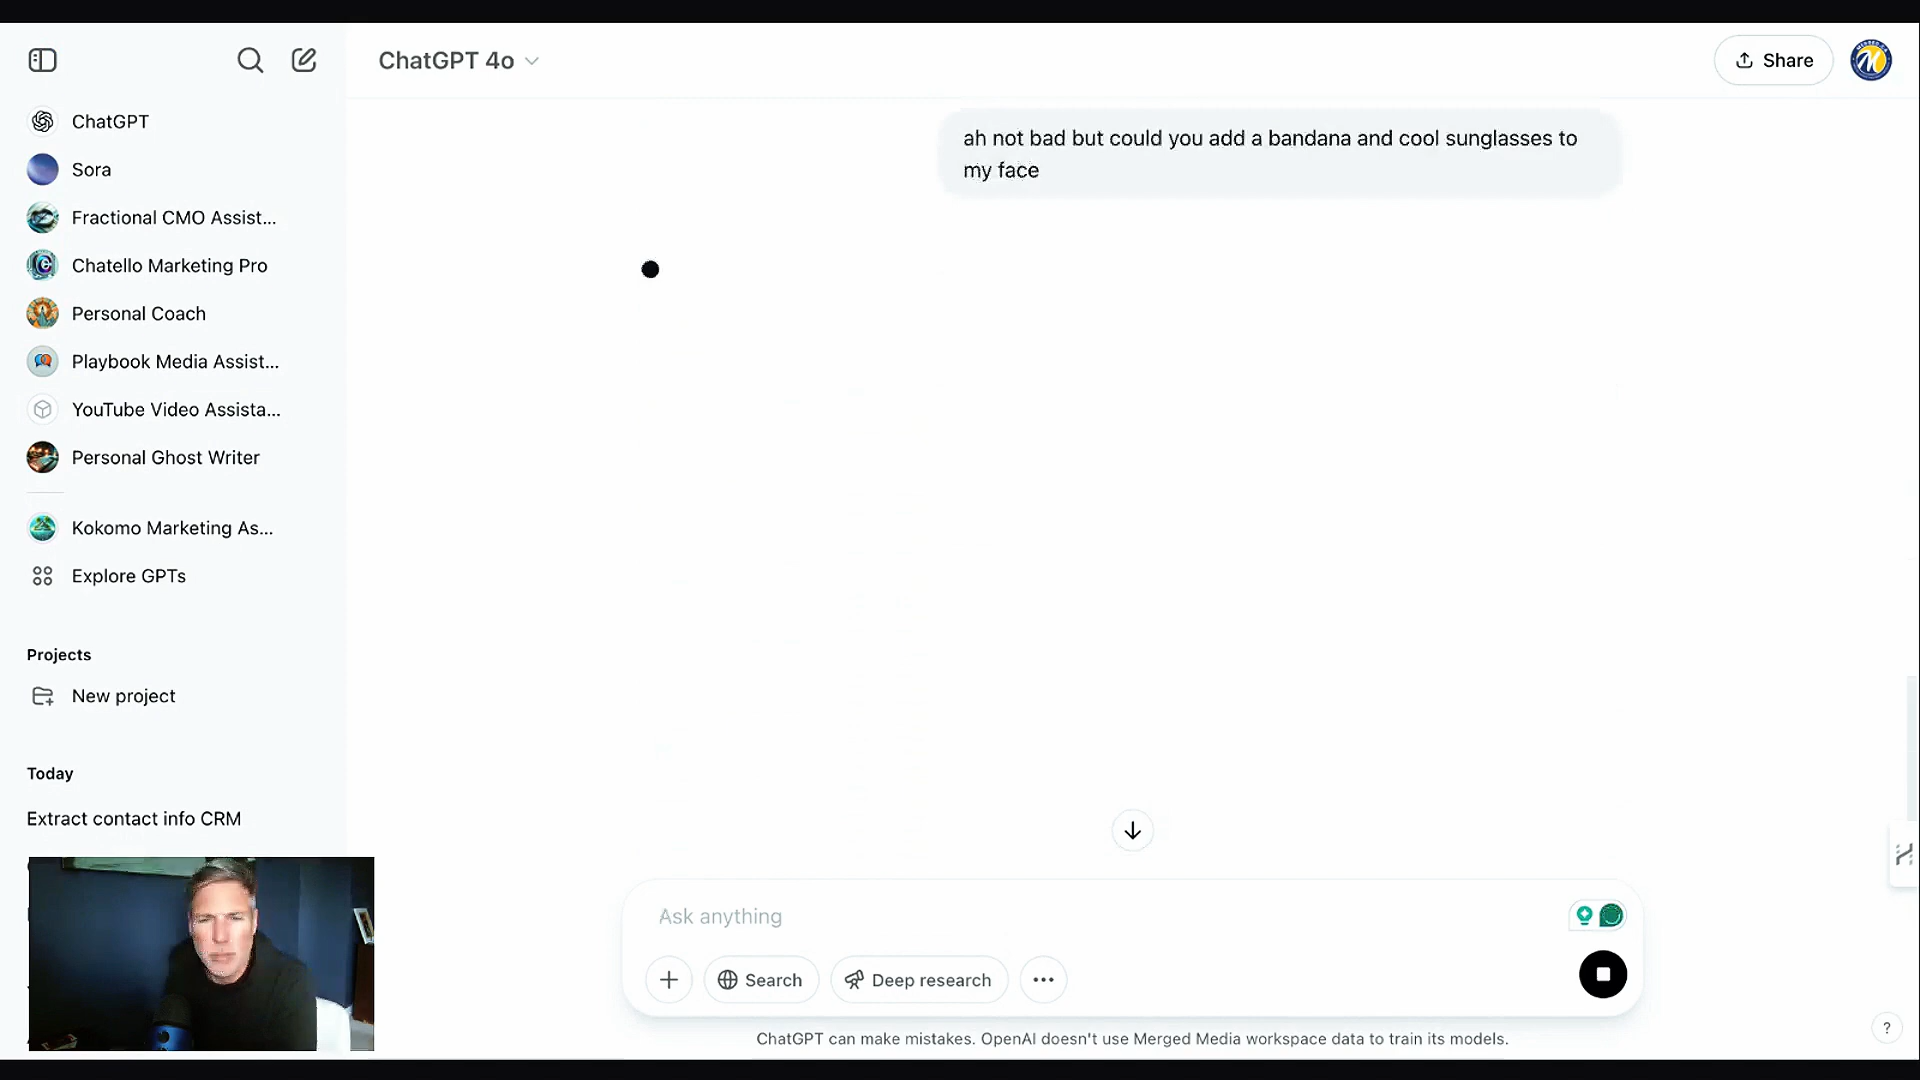 ChatGPT 4o
Share
ChatGPT
Sora
Fractional CMO Assist...
Chatello Marketing Pro
Personal Coach
Playbook Media Assist...
YouTube Video Assista...
Personal Ghost Writer
Kokomo Marketing As...
Explore GPTs
Projects
New project
Today
Extract contact info CRM
ah not bad but could you add a bandana and cool sunglasses to
my face
Ask anything
Search
Deep research
ChatGPT can make mistakes. OpenAI doesn't use Merged Media workspace data to train its models.
?